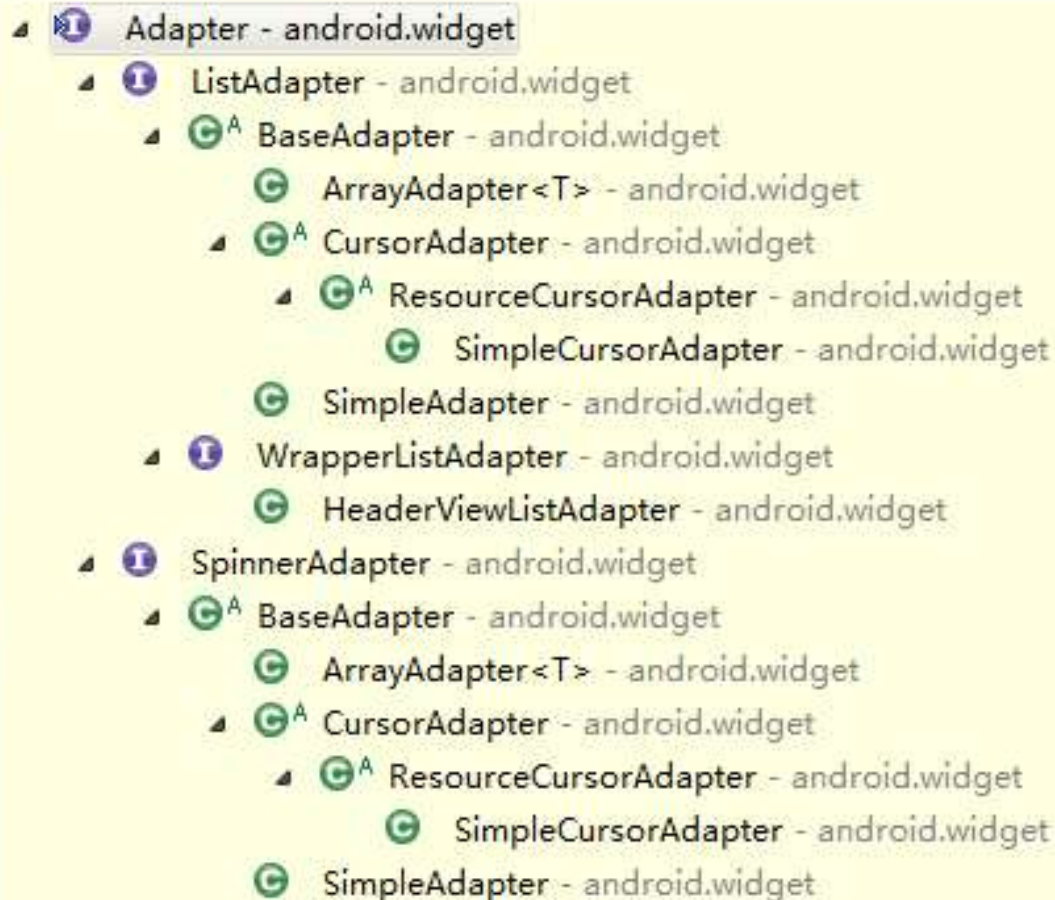 Adapter - android.widget
ListAdapter - android.widget
A BaseAdapter - android.widget
ArrayAdapter<T> - android.widget
A CursorAdapter - android.widget
A ResourceCursorAdapter - android.widget
SimpleCursorAdapter - android.widget
SimpleAdapter - android.widget
WrapperListAdapter - android.widget
HeaderViewListAdapter - android.widget
SpinnerAdapter - android.widget
A BaseAdapter - android.widget
ArrayAdapter<T> - android.widget
A CursorAdapter - android.widget
A ResourceCursorAdapter - android.widget
SimpleCursorAdapter - android.widget
SimpleAdapter - android.widget